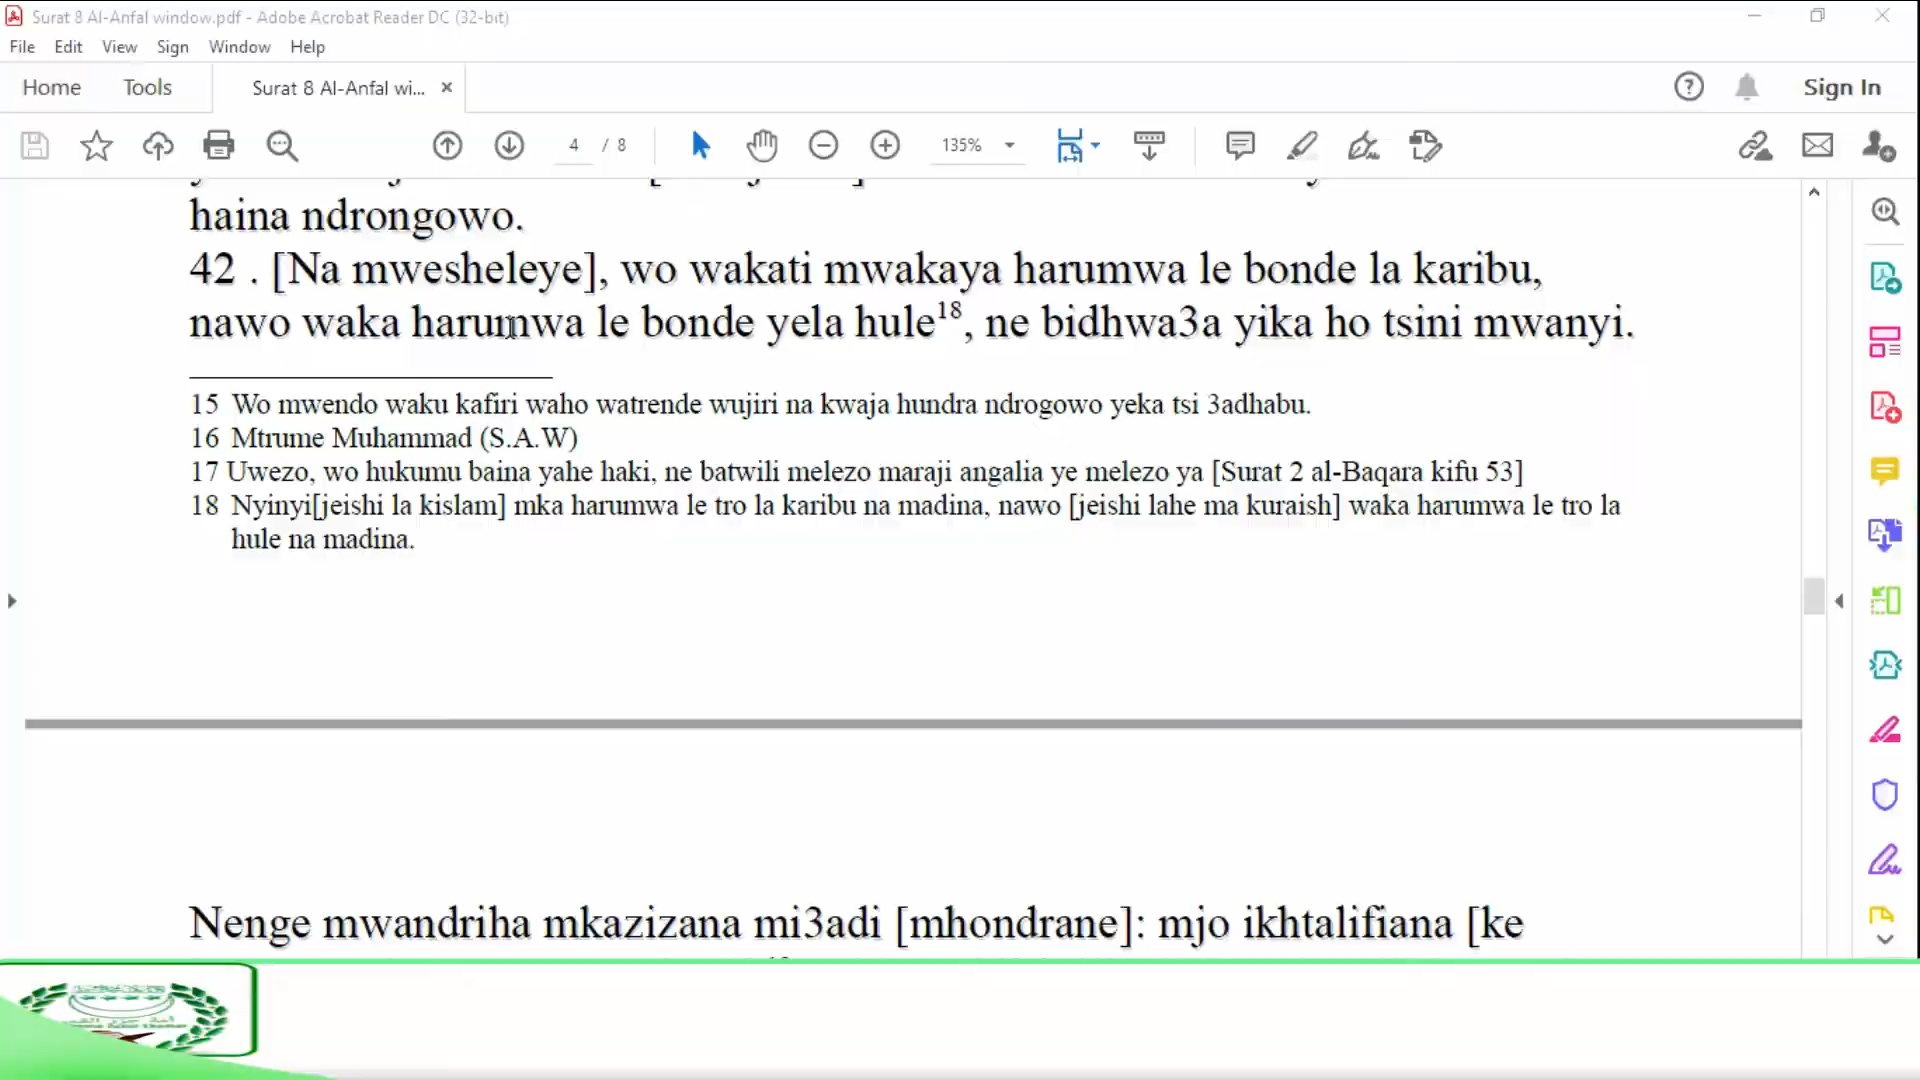 Surat 8 Al-Anfal window.pdf - Adobe Acrobat Reader DC (32-bit)
File Edit View Sign Window Help
Home Tools Surat 8 Al-Anfal wi... × Sign In
4 / 8 135%
haina ndrongowo.
42 . [Na mwesheleye], wo wakati mwakaya harumwa le bonde la karibu,
nawo waka harumwa le bonde yela hule18, ne bidhwa3a yika ho tsini mwanyi.
15 Wo mwendo waku kafiri waho watrende wujiri na kwaja hundra ndrogowo yeka tsi 3adhabu.
16 Mtrume Muhammad (S.A.W)
17 Uwezo, wo hukumu baina yahe haki, ne batwili melezo maraji angalia ye melezo ya [Surat 2 al-Baqara kifu 53]
18 Nyinyi[jeishi la kislam] mka harumwa le tro la karibu na madina, nawo [jeishi lahe ma kuraish] waka harumwa le tro la
hule na madina.
Nenge mwandriha mkazizana mi3adi [mhondrane]: mjo ikhtalifiana [ke